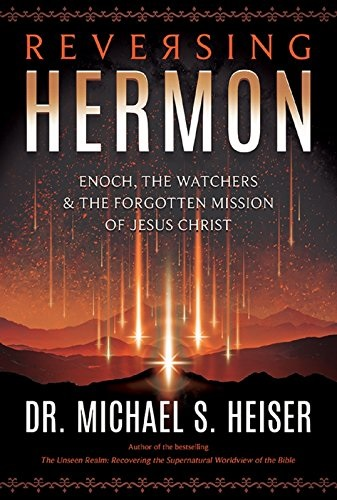 REVERSING
HERMON
ENOCH, THE WATCHERS
& THE FORGOTTEN MISSION
OF JESUS CHRIST
DR. MICHAEL S. HEISER
Author of the bestselling
The Unseen Realm: Recovering the Supernatural Worldview of the Bible